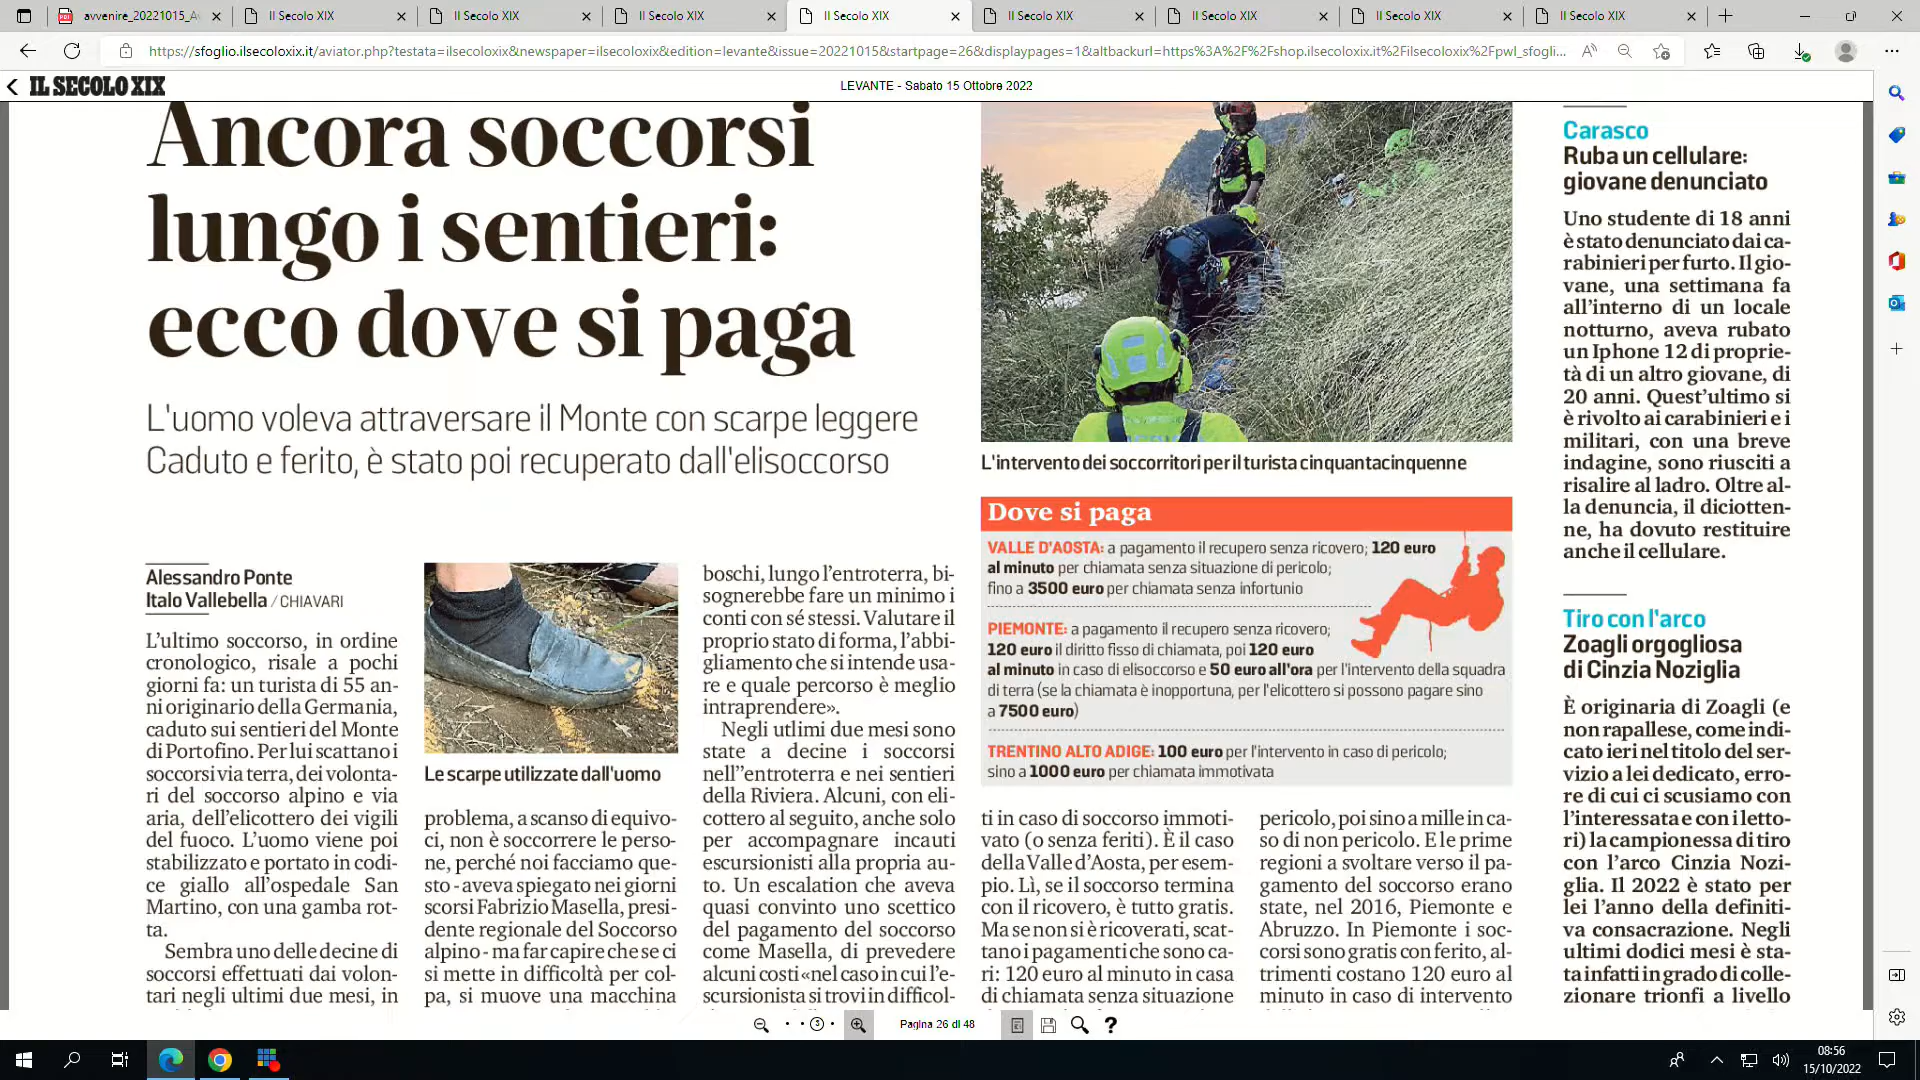 avvenire_20221015_Av
Il Secolo XIX
Il Secolo XIX
Il Secolo XIX
Il Secolo XIX
Il Secolo XIX
Il Secolo XIX
Il Secolo XIX
Il Secolo XIX
https://sfoglio.ilsecoloxix.it/aviator.php?testata=ilsecoloxix&newspaper=ilsecoloxix&edition=levante&issue=20221015&startpage=26&displaypages=1&altbackurl=https%3A%2F%2Fshop.ilsecoloxix.it%2Filsecoloxix%2Fpwl_sfogli...
IL SECOLO XIX
LEVANTE - Sabato 15 Ottobre 2022
Ancora soccorsi
lungo i sentieri:
ecco dove si paga
L'uomo voleva attraversare il Monte con scarpe leggere
Caduto e ferito, è stato poi recuperato dall'elisoccorso
Alessandro Ponte
Italo Vallebella / CHIAVARI
L'ultimo soccorso, in ordine
cronologico, risale a pochi
giorni fa: un turista di 55 an-
ni originario della Germania,
caduto sui sentieri del Monte
di Portofino. Per lui scattano i
soccorsi via terra, dei volonta-
ri del soccorso alpino e via
aria, dell'elicottero dei vigili
del fuoco. L'uomo viene poi
stabilizzato e portato in codi-
ce giallo all'ospedale San
Martino, con una gamba rot-
ta.
Sembra uno delle decine di
soccorsi effettuati dai volon-
tari negli ultimi due mesi, in
Le scarpe utilizzate dall'uomo
problema, a scanso di equivo-
ci, non è soccorrere le perso-
ne, perché noi facciamo que-
sto - aveva spiegato nei giorni
scorsi Fabrizio Masella, presi-
dente regionale del Soccorso
alpino - ma far capire che se ci
si mette in difficoltà per col-
pa, si muove una macchina
boschi, lungo l'entroterra, bi-
sognerebbe fare un minimo i
conti con sé stessi. Valutare il
proprio stato di forma, l'abbi-
gliamento che si intende usa-
re e quale percorso è meglio
intraprendere».
Negli utlimi due mesi sono
state a decine i soccorsi
nell''entroterra e nei sentieri
della Riviera. Alcuni, con eli-
cottero al seguito, anche solo
per accompagnare incauti
escursionisti alla propria au-
to. Un escalation che aveva
quasi convinto uno scettico
del pagamento del soccorso
come Masella, di prevedere
alcuni costi «nel caso in cui l'e-
scursionista si trovi in difficol-
L'intervento dei soccorritori per il turista cinquantacinquenne
Dove si paga
VALLE D'AOSTA: a pagamento il recupero senza ricovero; 120 euro
al minuto per chiamata senza situazione di pericolo;
fino a 3500 euro per chiamata senza infortunio
PIEMONTE: a pagamento il recupero senza ricovero;
120 euro il diritto fisso di chiamata, poi 120 euro
al minuto in caso di elisoccorso e 50 euro all'ora per l'intervento della squadra
di terra (se la chiamata è inopportuna, per l'elicottero si possono pagare sino
a 7500 euro)
TRENTINO ALTO ADIGE: 100 euro per l'intervento in caso di pericolo;
sino a 1000 euro per chiamata immotivata
ti in caso di soccorso immoti-
vato (o senza feriti). È il caso
della Valle d'Aosta, per esem-
pio. Lì, se il soccorso termina
con il ricovero, è tutto gratis.
Ma se non si è ricoverati, scat-
tano i pagamenti che sono ca-
ri: 120 euro al minuto in casa
di chiamata senza situazione
pericolo, poi sino a mille in ca-
so di non pericolo. E le prime
regioni a svoltare verso il pa-
gamento del soccorso erano
state, nel 2016, Piemonte e
Abruzzo. In Piemonte i soc-
corsi sono gratis con ferito, al-
trimenti costano 120 euro al
minuto in caso di intervento
Carasco
Ruba un cellulare:
giovane denunciato
Uno studente di 18 anni
è stato denunciato dai ca-
rabinieri per furto. Il gio-
vane, una settimana fa
all'interno di un locale
notturno, aveva rubato
un Iphone 12 di proprie-
tà di un altro giovane, di
20 anni. Quest'ultimo si
è rivolto ai carabinieri e i
militari, con una breve
indagine, sono riusciti a
risalire al ladro. Oltre al-
la denuncia, il diciotten-
ne, ha dovuto restituire
anche il cellulare.
Tiro con l'arco
Zoagli orgogliosa
di Cinzia Noziglia
È originaria di Zoagli (e
non rapallese, come indi-
cato ieri nel titolo del ser-
vizio a lei dedicato, erro-
re di cui ci scusiamo con
l'interessata e con i letto-
ri) la campionessa di tiro
con l'arco Cinzia Nozi-
glia. Il 2022 è stato per
lei l'anno della definiti-
va consacrazione. Negli
ultimi dodici mesi è sta-
ta infatti in grado di colle-
zionare trionfi a livello
Pagina 26 di 48
08:56
15/10/2022